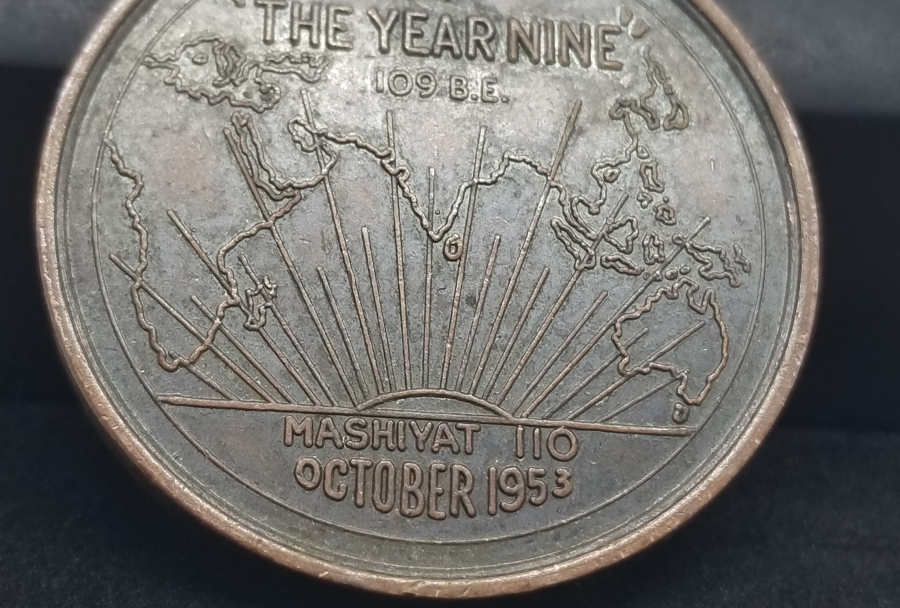 "THE YEAR NINE"
109 B.E.
MASHIYAT 110
OCTOBER 1953